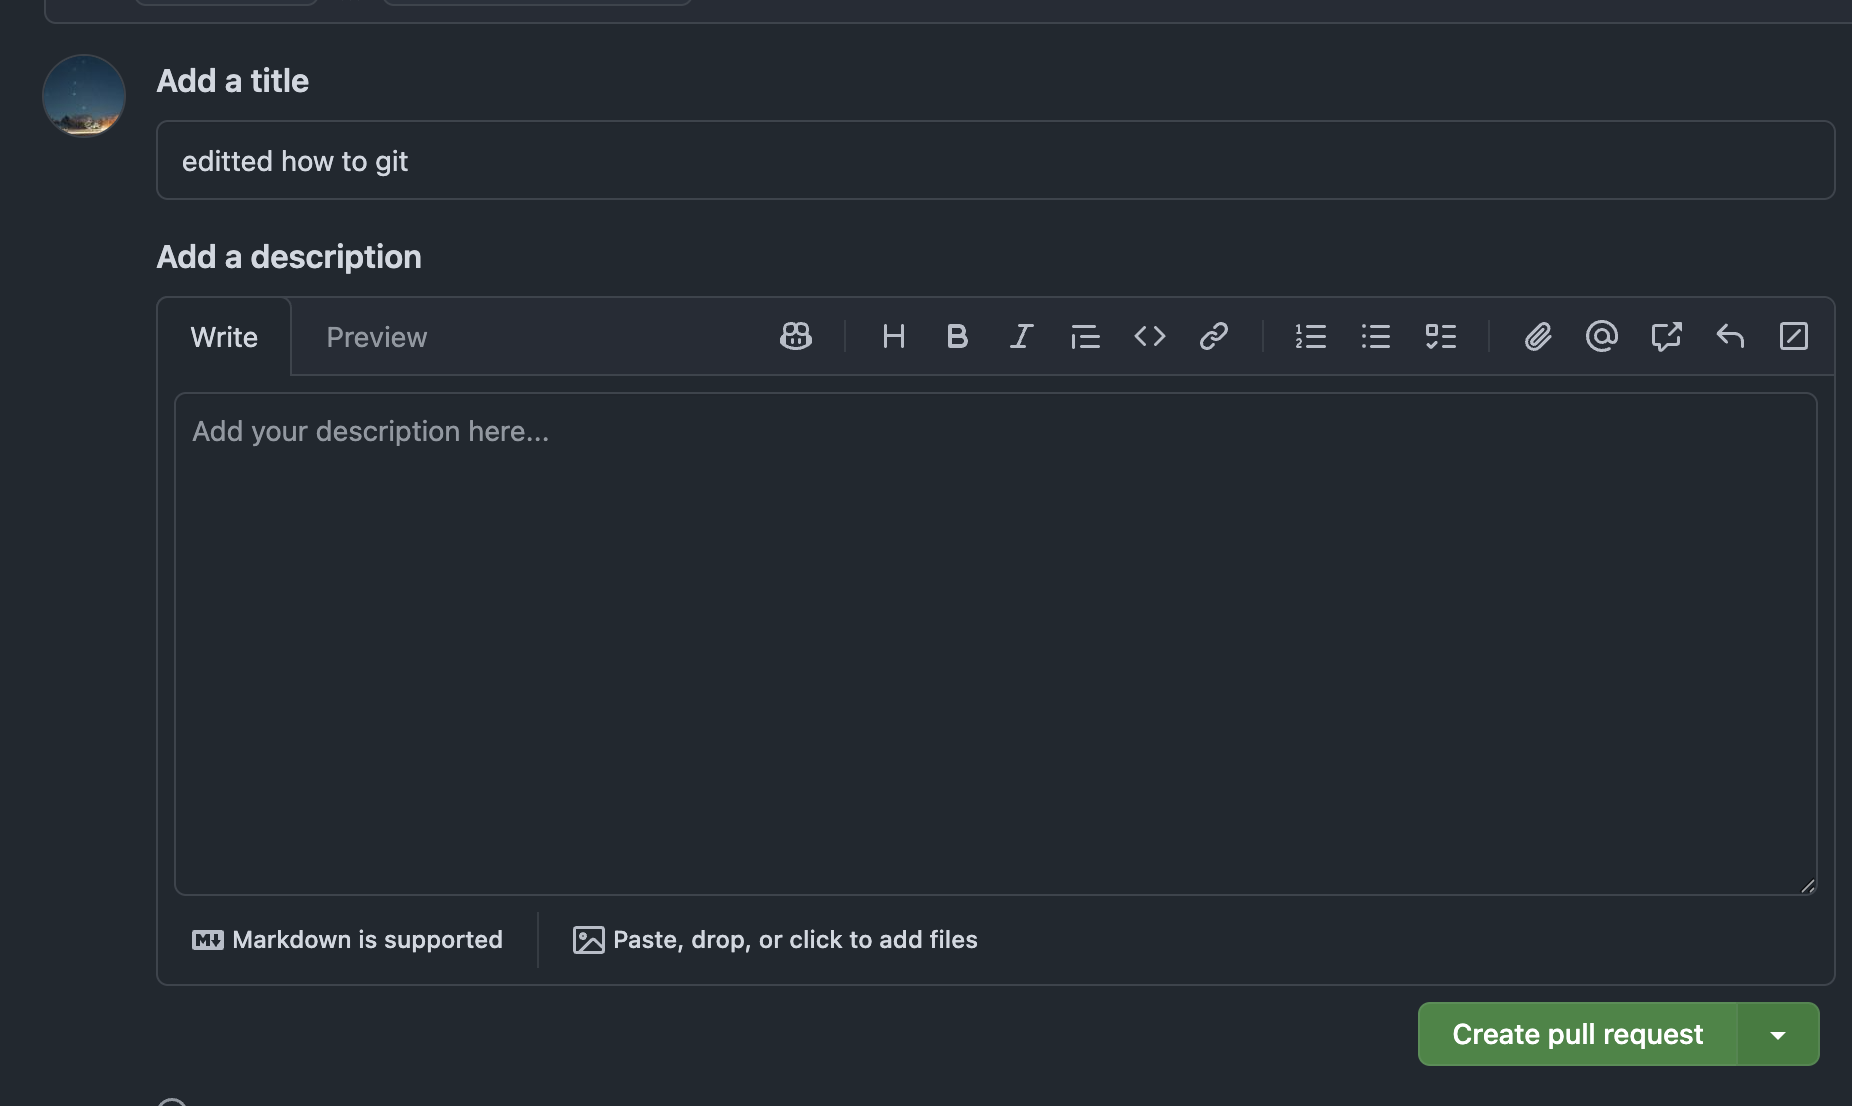 Add a title
editted how to git
Add a description
Write Preview
Add your description here...
Markdown is supported
Paste, drop, or click to add files
Create pull request